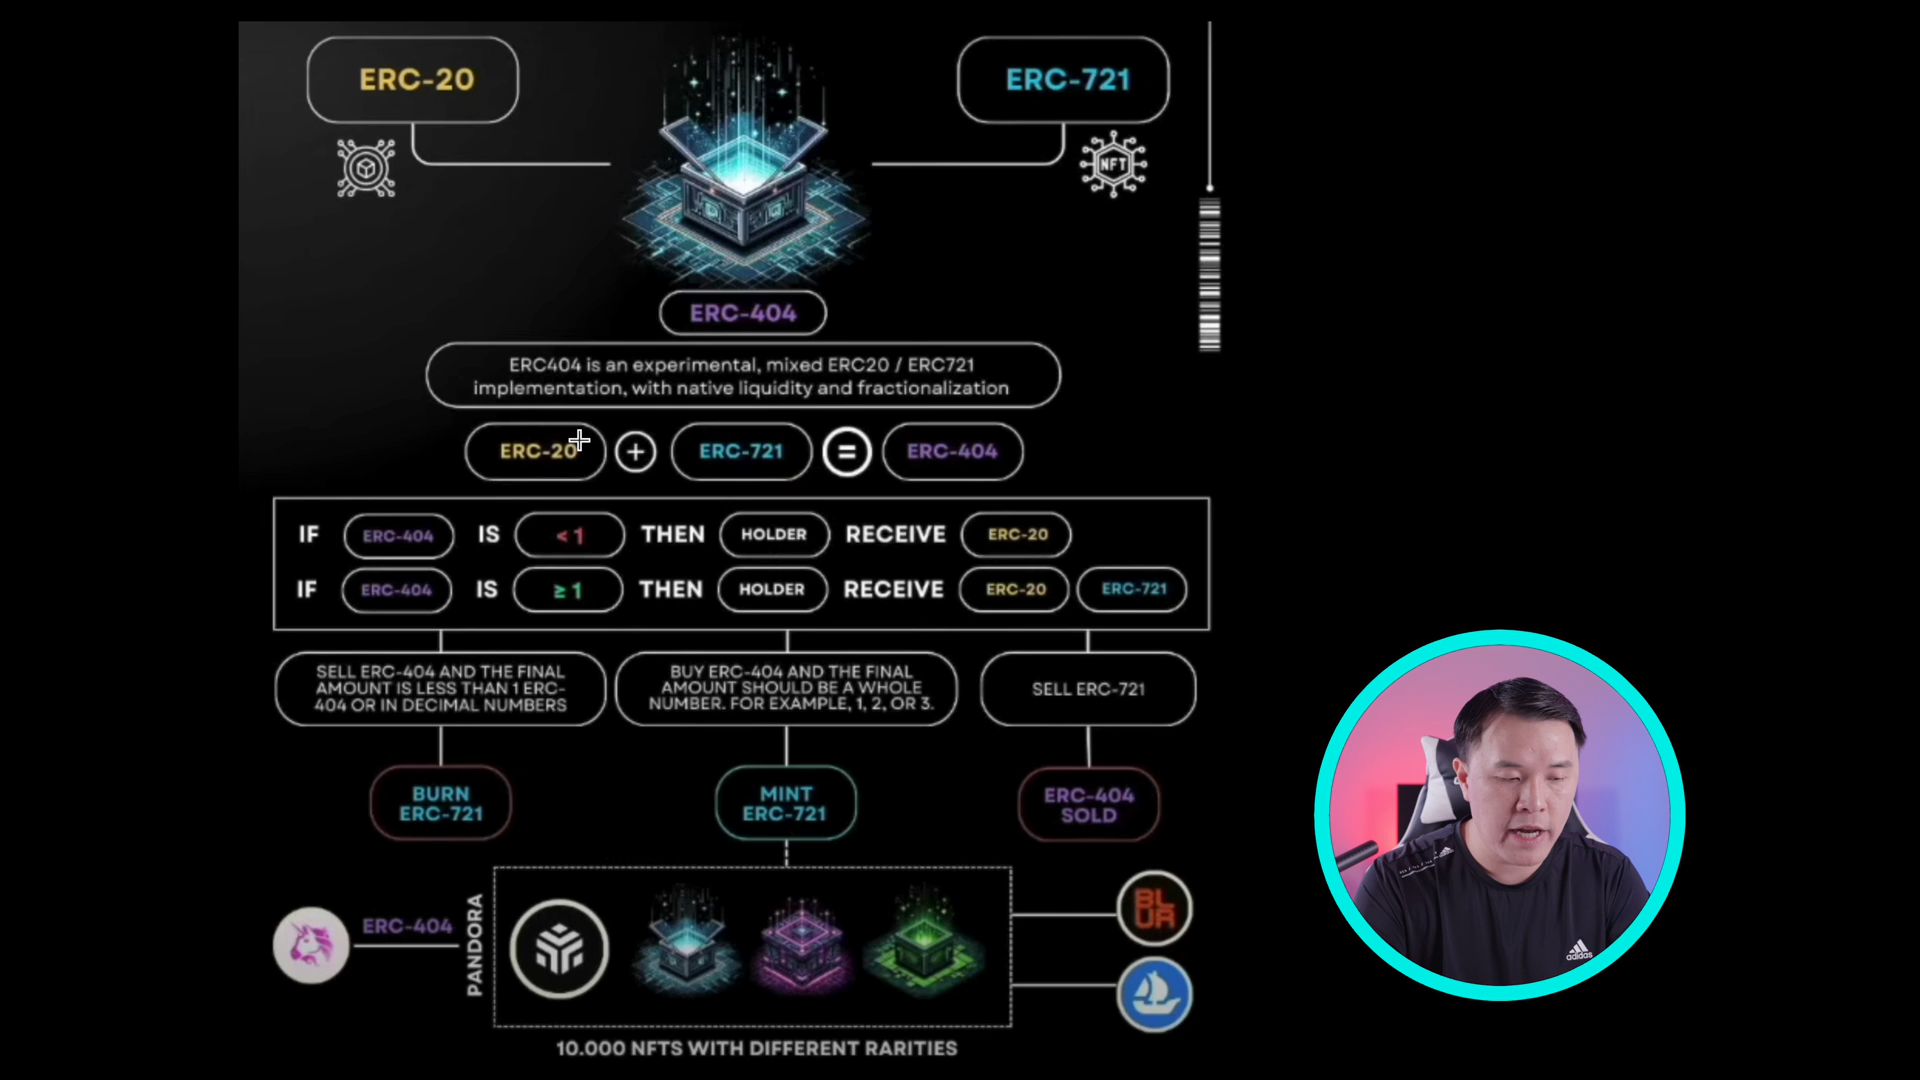 ERC-20
ERC-721
NFT
ERC-404
ERC404 is an experimental, mixed ERC20 / ERC721
implementation, with native liquidity and fractionalization
ERC-20 + ERC-721 = ERC-404
IF ERC-404 IS < 1 THEN HOLDER RECEIVE ERC-20
IF ERC-404 IS ≥ 1 THEN HOLDER RECEIVE ERC-20 ERC-721
SELL ERC-404 AND THE FINAL
AMOUNT IS LESS THAN 1 ERC-
404 OR IN DECIMAL NUMBERS
BUY ERC-404 AND THE FINAL
AMOUNT SHOULD BE A WHOLE
NUMBER. FOR EXAMPLE, 1, 2, OR 3.
SELL ERC-721
BURN
ERC-721
MINT
ERC-721
ERC-404
SOLD
ERC-404
PANDORA
BL
UR
10.000 NFTS WITH DIFFERENT RARITIES
adidas